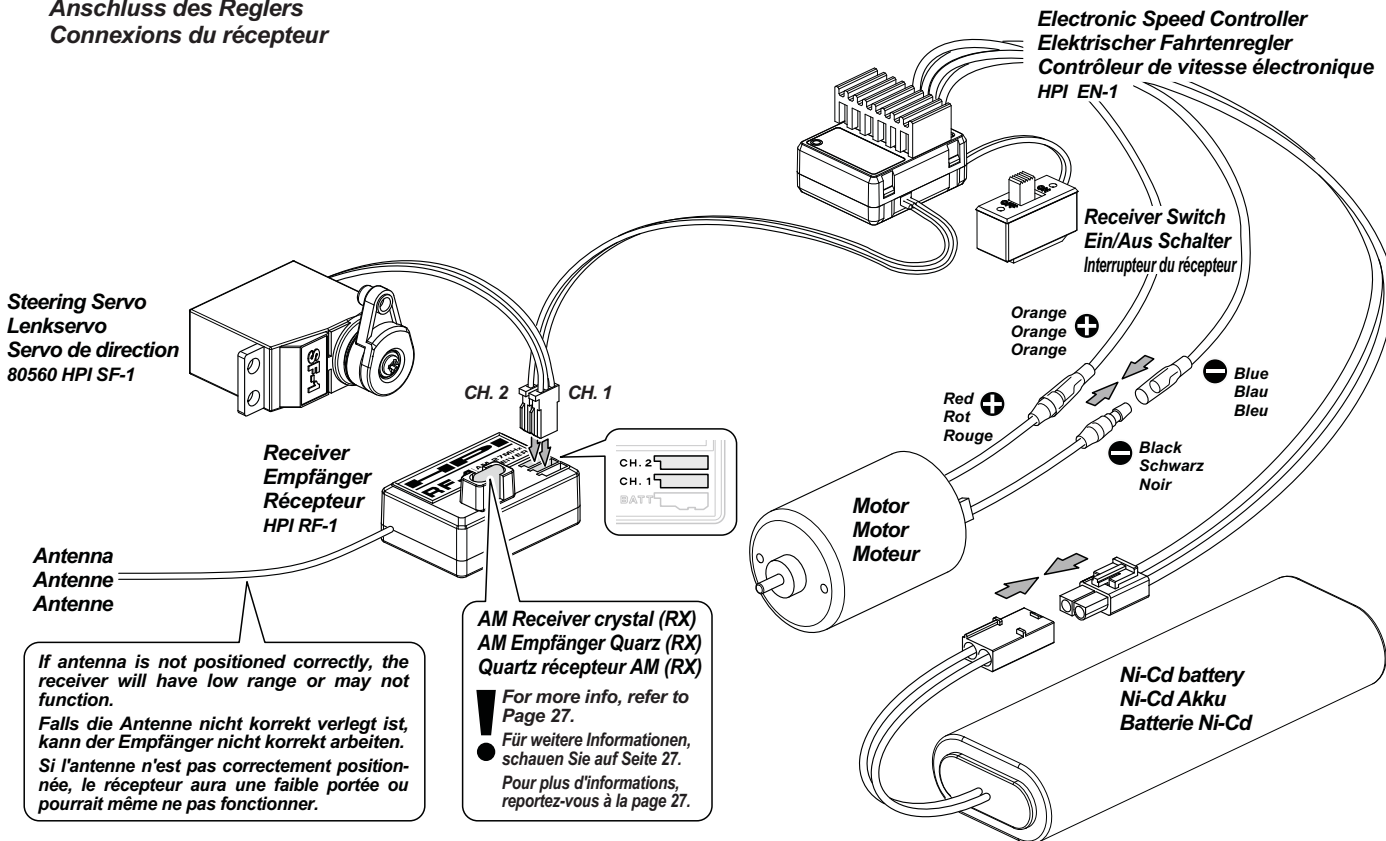 Anschluss des Reglers
Connexions du récepteur
Electronic Speed Controller
Elektrischer Fahrtenregler
Contrôleur de vitesse électronique
HPI EN-1
Receiver Switch
Ein/Aus Schalter
Interrupteur du récepteur
Steering Servo
Lenkservo
Servo de direction
80560 HPI SF-1
SF-1
CH. 2
CH. 1
Orange
Orange
Orange
Red
Rot
Rouge
Blue
Blau
Bleu
Black
Schwarz
Noir
Receiver
Empfänger
Récepteur
HPI RF-1
CH. 2
CH. 1
BATT
Motor
Motor
Moteur
Antenna
Antenne
Antenne
If antenna is not positioned correctly, the
receiver will have low range or may not
function.
Falls die Antenne nicht korrekt verlegt ist,
kann der Empfänger nicht korrekt arbeiten.
Si l'antenne n'est pas correctement position-
née, le récepteur aura une faible portée ou
pourrait même ne pas fonctionner.
AM Receiver crystal (RX)
AM Empfänger Quarz (RX)
Quartz récepteur AM (RX)
For more info, refer to
Page 27.
Für weitere Informationen,
schauen Sie auf Seite 27.
Pour plus d'informations,
reportez-vous à la page 27.
Ni-Cd battery
Ni-Cd Akku
Batterie Ni-Cd